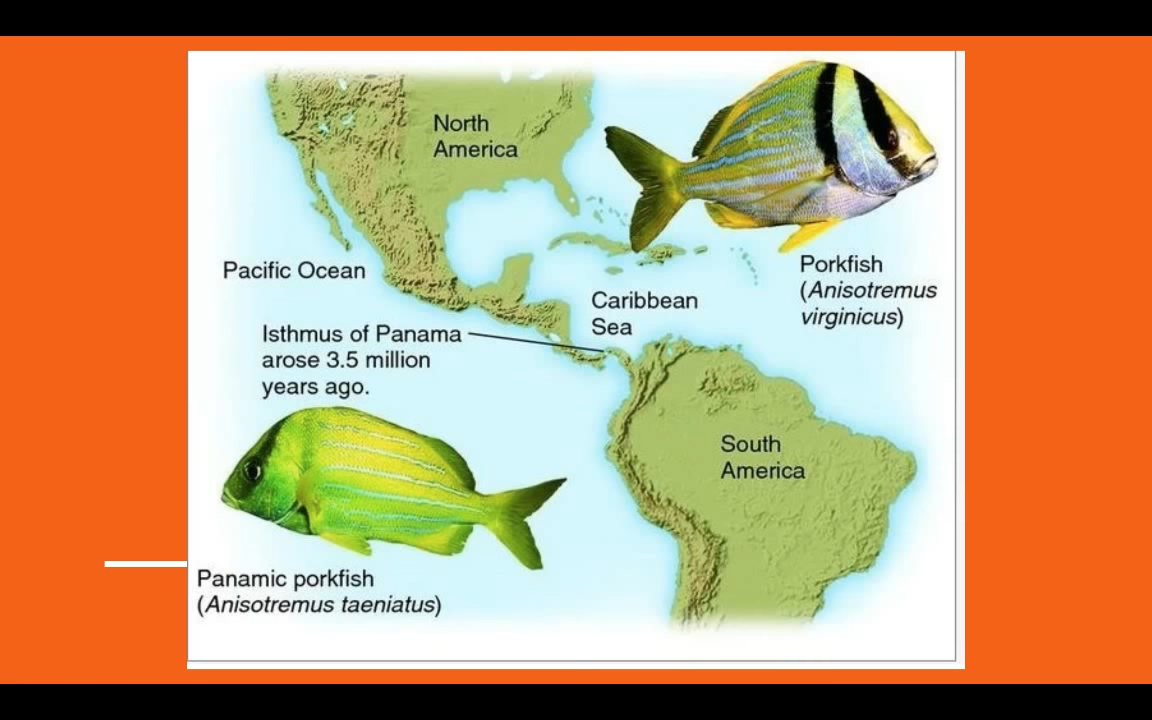 North
America
Pacific Ocean
Porkfish
(Anisotremus
virginicus)
Caribbean
Sea
Isthmus of Panama
arose 3.5 million
years ago.
South
America
Panamic porkfish
(Anisotremus taeniatus)